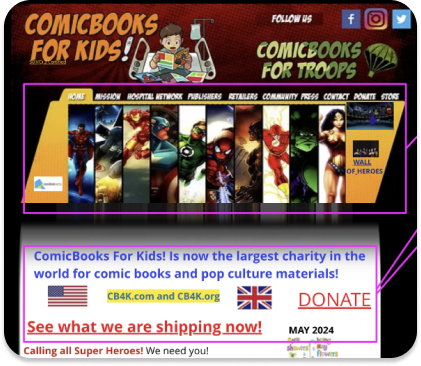 COMICBOOKS
FOR KIDS!
FOLLOW US
COMICBOOKS
FOR TROOPS
HOME MISSION HOSPITAL NETWORK PUBLISHERS RETAILERS COMMUNITY PRESS CONTACT DONATE STORE
WALL
OF HEROES
ComicBooks For Kids! Is now the largest charity in the
world for comic books and pop culture materials!
CB4K.com and CB4K.org
DONATE
See what we are shipping now!
MAY 2024
Calling all Super Heroes! We need you!